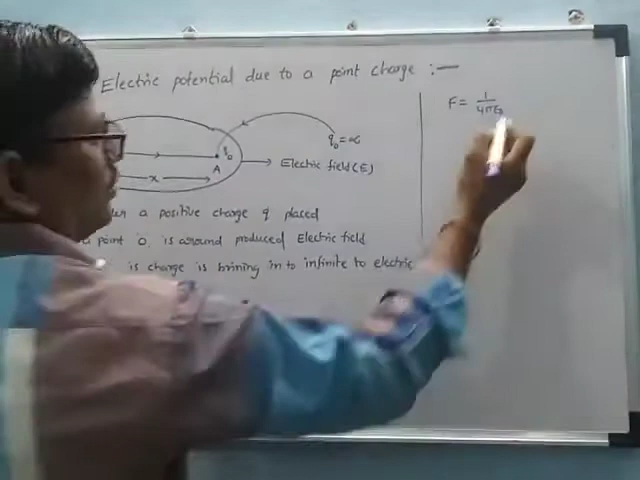 Electric potential due to a point charge :—
F = 1/4πε0
q0
q0 = ∝
A
Electric field (E)
x
a positive charge q placed
point o is around produced Electric field
is charge is brining in to infinite to electric